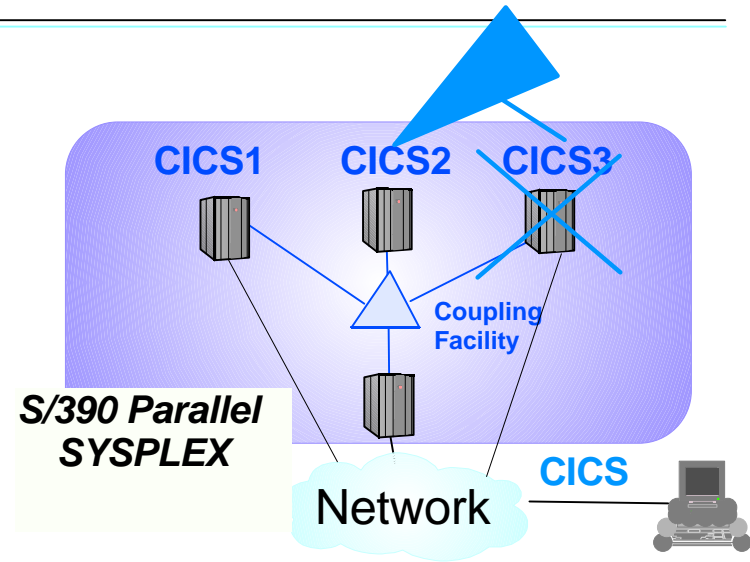 CICS1
CICS2
CICS3
Coupling
Facility
S/390 Parallel
SYSPLEX
CICS
Network